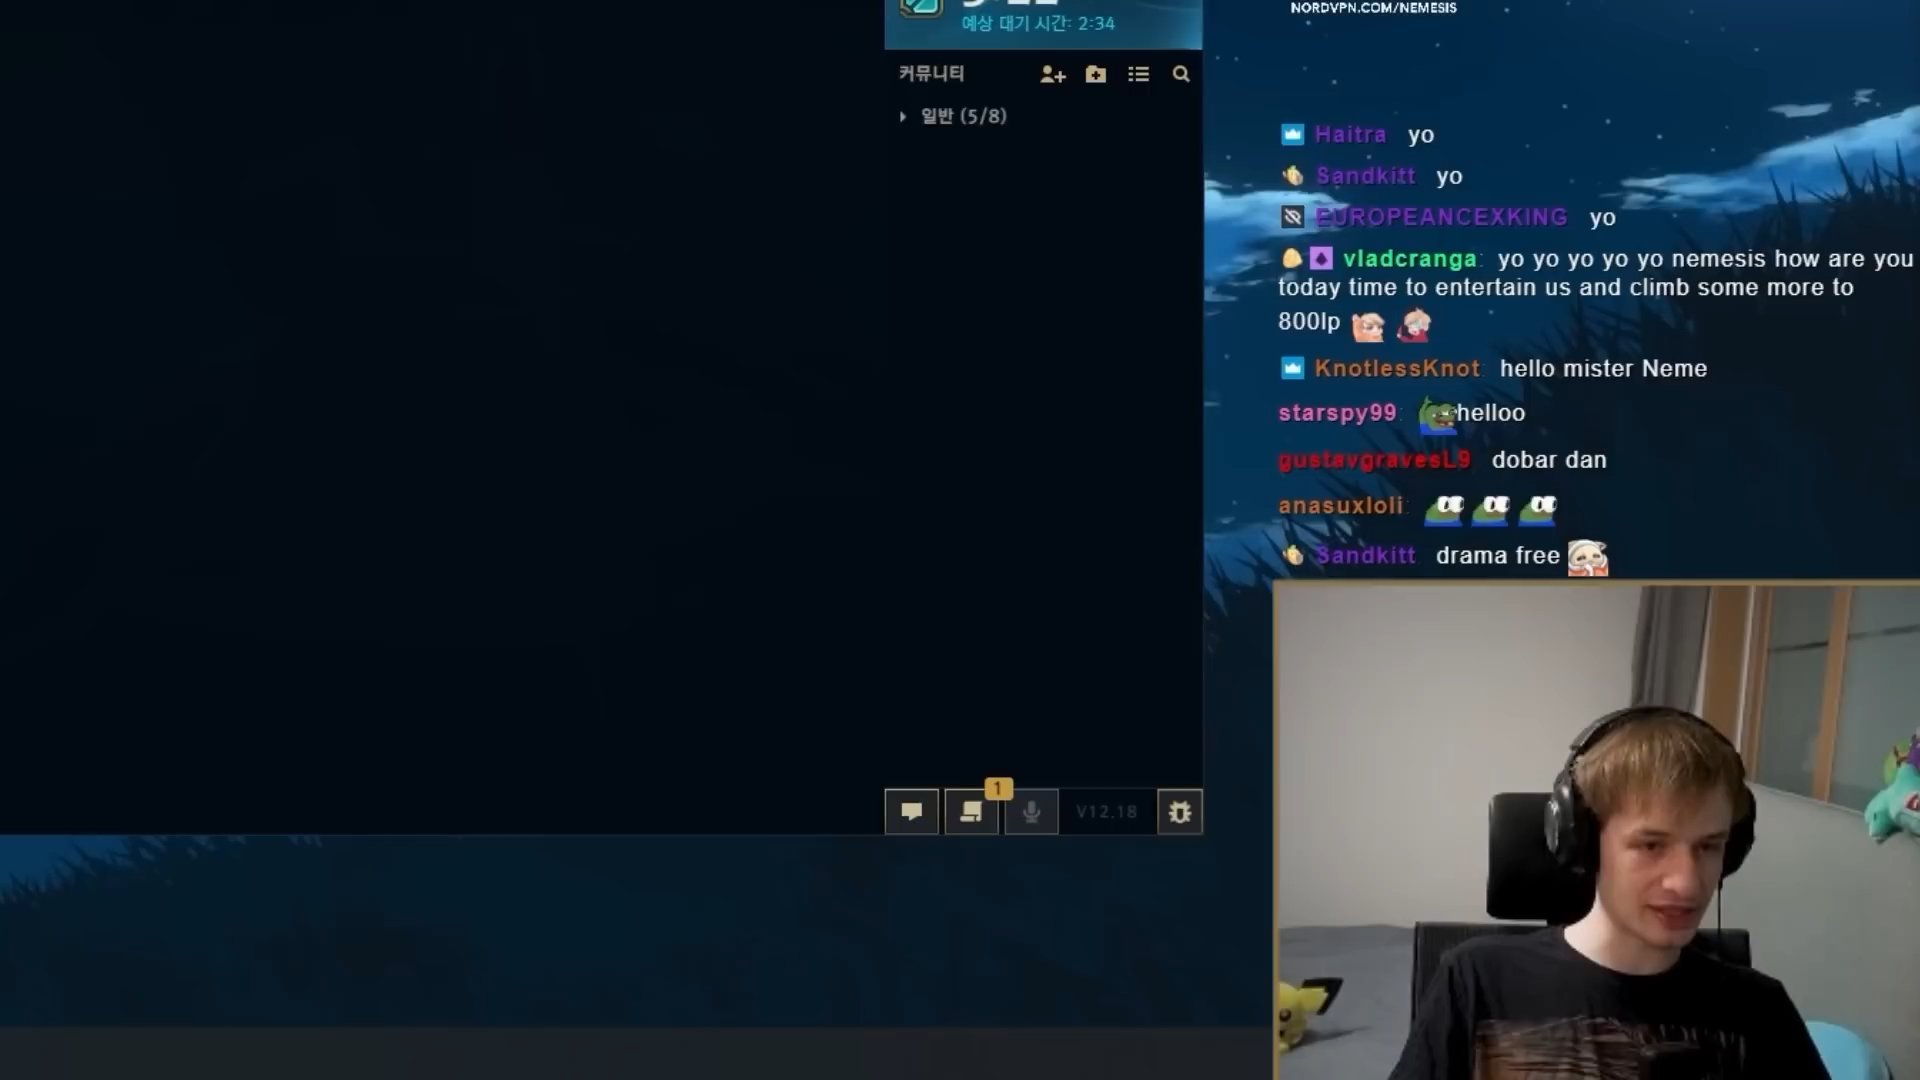 NORDVPN.COM/NEMESIS
예상 대기 시간: 2:34
커뮤니티
일반 (5/8)
Haitra yo
Sandkitt yo
EUROPEANCEXKING yo
vladcranga: yo yo yo yo yo nemesis how are you
today time to entertain us and climb some more to
800lp
KnotlessKnot hello mister Neme
starspy99: helloo
gustavgravesL9 dobar dan
anasuxloli:
Sandkitt drama free
1
V12.18